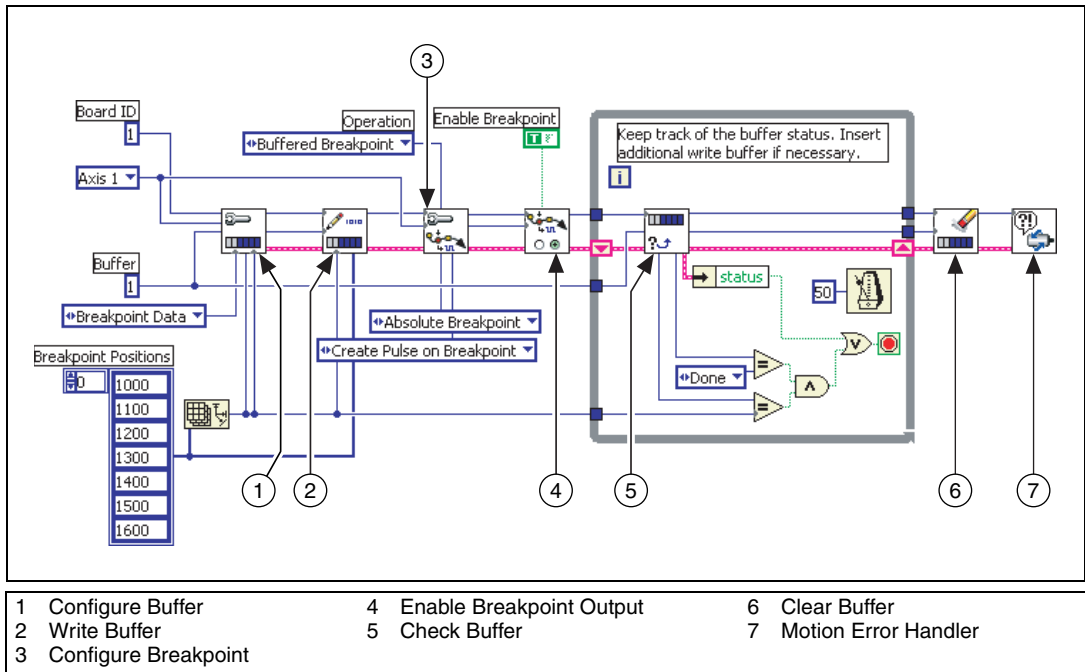 3
Board ID
1
Operation
Enable Breakpoint
Buffered Breakpoint
T F
Keep track of the buffer status. Insert
additional write buffer if necessary.
i
Axis 1
Buffer
1
Breakpoint Data
Absolute Breakpoint
Create Pulse on Breakpoint
status
50
Done
Breakpoint Positions
0
1000
1100
1200
1300
1400
1500
1600
1
2
4
5
6
7
1 Configure Buffer
2 Write Buffer
3 Configure Breakpoint
4 Enable Breakpoint Output
5 Check Buffer
6 Clear Buffer
7 Motion Error Handler